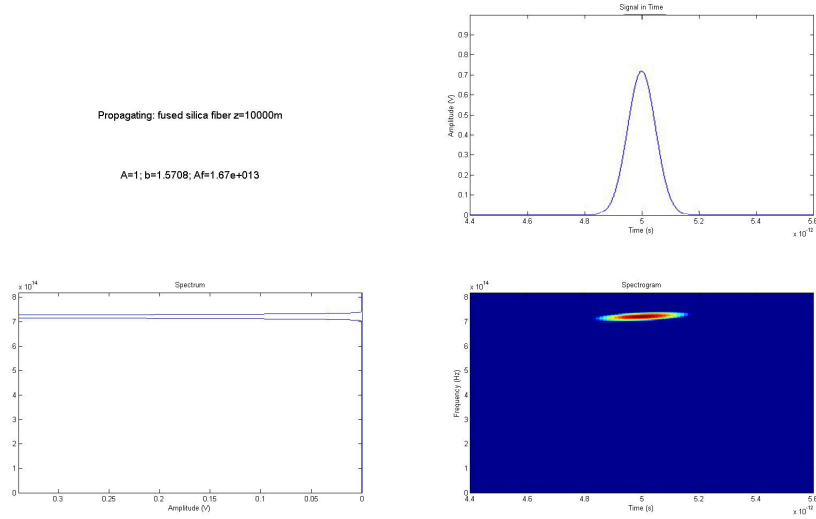 Signal in Time
0.9
0.8
0.7
0.6
0.5
0.4
0.3
0.2
0.1
0
Amplitude (V)
4.4 4.6 4.8 5 5.2 5.4 5.6
Time (s)
x 10⁻¹²
Propagating: fused silica fiber z=10000m
A=1; b=1.5708; Af=1.67e+013
Spectrum
x 10¹⁴
8
7
6
5
4
3
2
1
0
0.3 0.25 0.2 0.15 0.1 0.05 0
Amplitude (V)
Spectrogram
x 10¹⁴
8
7
6
5
4
3
2
1
0
Frequency (Hz)
4.4 4.6 4.8 5 5.2 5.4 5.6
Time (s)
x 10⁻¹²